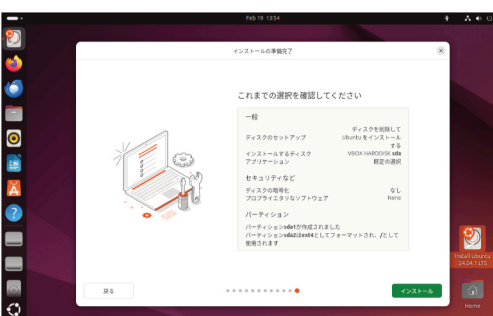 Feb 19 13:54
インストールの準備完了
これまでの選択を確認してください
一般
ディスクのセットアップ ディスクを削除して
Ubuntu をインストール
する
インストールするディスク VBOX HARDDISK sda
アプリケーション 既定の選択
セキュリティなど
ディスクの暗号化 なし
プロプライエタリなソフトウェア None
パーティション
パーティションsda1が作成されました
パーティションsda2はext4としてフォーマットされ、/として
使用されます
戻る
インストール
Install Ubuntu
24.04.1 LTS
Home